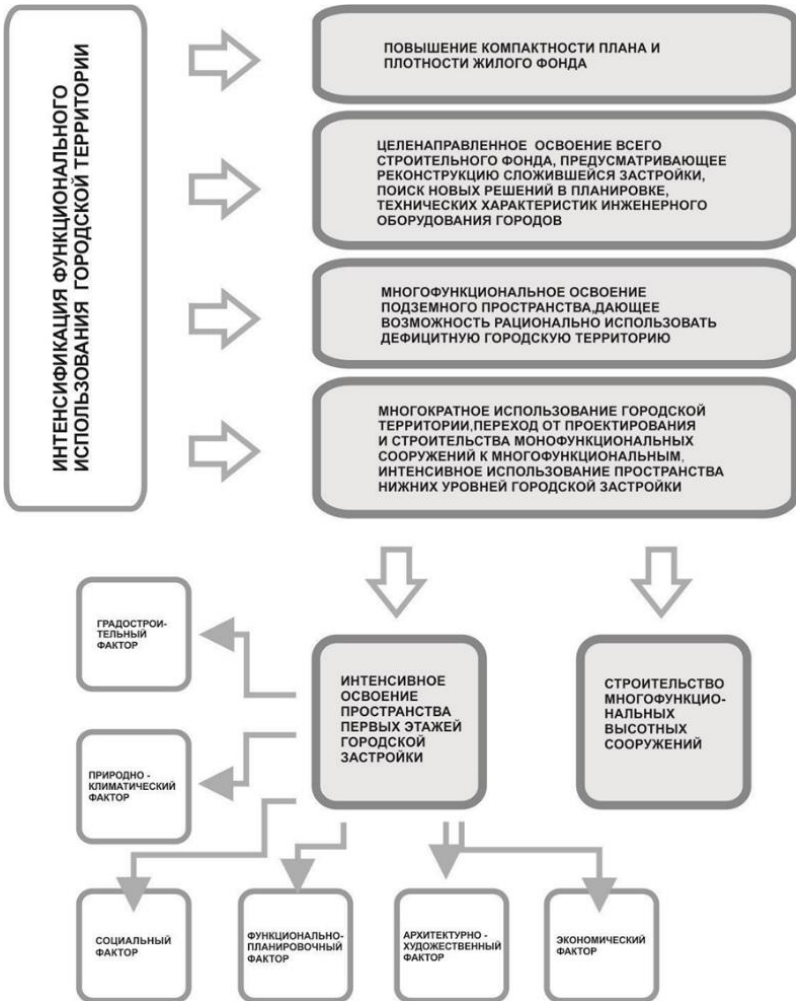 ИНТЕНСИФИКАЦИЯ ФУНКЦИОНАЛЬНОГО
ИСПОЛЬЗОВАНИЯ ГОРОДСКОЙ ТЕРРИТОРИИ
ПОВЫШЕНИЕ КОМПАКТНОСТИ ПЛАНА И
ПЛОТНОСТИ ЖИЛОГО ФОНДА
ЦЕЛЕНАПРАВЛЕННОЕ ОСВОЕНИЕ ВСЕГО
СТРОИТЕЛЬНОГО ФОНДА, ПРЕДУСМАТРИВАЮЩЕЕ
РЕКОНСТРУКЦИЮ СЛОЖИВШЕЙСЯ ЗАСТРОЙКИ,
ПОИСК НОВЫХ РЕШЕНИЙ В ПЛАНИРОВКЕ,
ТЕХНИЧЕСКИХ ХАРАКТЕРИСТИК ИНЖЕНЕРНОГО
ОБОРУДОВАНИЯ ГОРОДОВ
МНОГОФУНКЦИОНАЛЬНОЕ ОСВОЕНИЕ
ПОДЗЕМНОГО ПРОСТРАНСТВА,ДАЮЩЕЕ
ВОЗМОЖНОСТЬ РАЦИОНАЛЬНО ИСПОЛЬЗОВАТЬ
ДЕФИЦИТНУЮ ГОРОДСКУЮ ТЕРРИТОРИЮ
МНОГОКРАТНОЕ ИСПОЛЬЗОВАНИЕ ГОРОДСКОЙ
ТЕРРИТОРИИ,ПЕРЕХОД ОТ ПРОЕКТИРОВАНИЯ
И СТРОИТЕЛЬСТВА МОНОФУНКЦИОНАЛЬНЫХ
СООРУЖЕНИЙ К МНОГОФУНКЦИОНАЛЬНЫМ,
ИНТЕНСИВНОЕ ИСПОЛЬЗОВАНИЕ ПРОСТРАНСТВА
НИЖНИХ УРОВНЕЙ ГОРОДСКОЙ ЗАСТРОЙКИ
ГРАДОСТРОИ-
ТЕЛЬНЫЙ
ФАКТОР
ИНТЕНСИВНОЕ
ОСВОЕНИЕ
ПРОСТРАНСТВА
ПЕРВЫХ ЭТАЖЕЙ
ГОРОДСКОЙ
ЗАСТРОЙКИ
СТРОИТЕЛЬСТВО
МНОГОФУНКЦИО-
НАЛЬНЫХ
ВЫСОТНЫХ
СООРУЖЕНИЙ
ПРИРОДНО -
КЛИМАТИЧЕСКИЙ
ФАКТОР
СОЦИАЛЬНЫЙ
ФАКТОР
ФУНКЦИОНАЛЬНО-
ПЛАНИРОВОЧНЫЙ
ФАКТОР
АРХИТЕКТУРНО -
ХУДОЖЕСТВЕННЫЙ
ФАКТОР
ЭКОНОМИЧЕСКИЙ
ФАКТОР